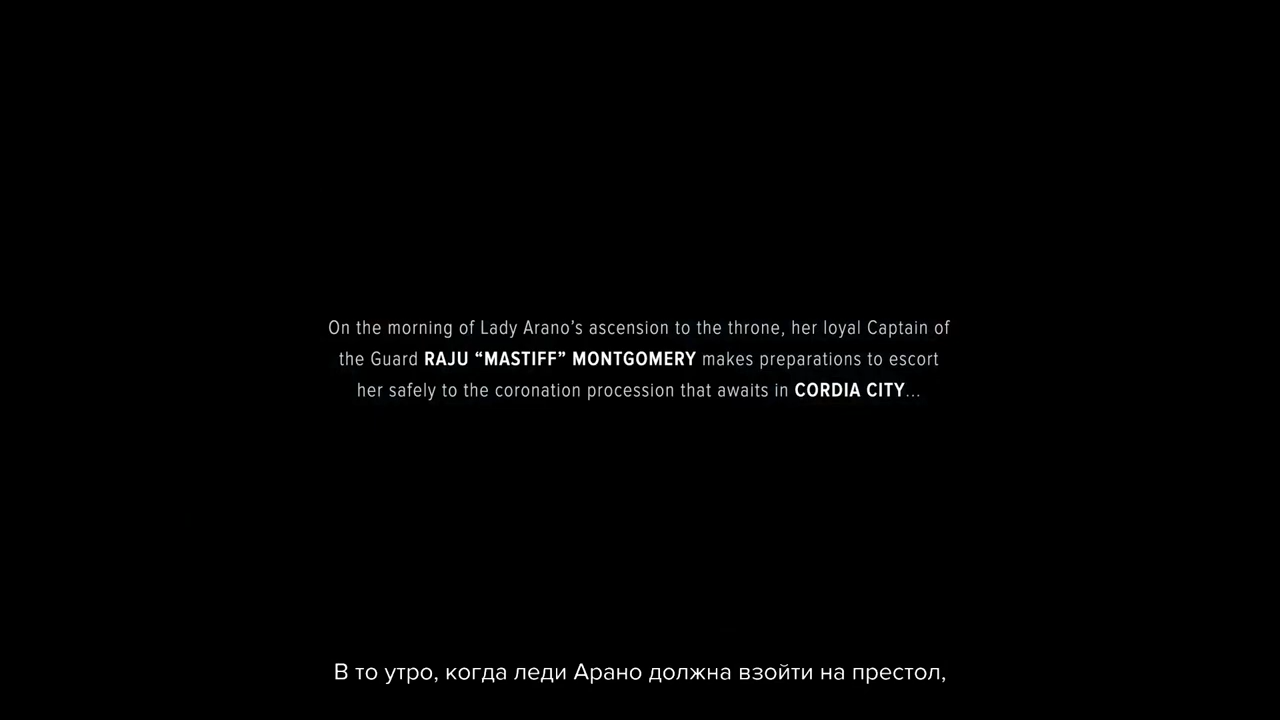 On the morning of Lady Arano’s ascension to the throne, her loyal Captain of
the Guard RAJU “MASTIFF” MONTGOMERY makes preparations to escort
her safely to the coronation procession that awaits in CORDIA CITY...
В то утро, когда леди Арано должна взойти на престол,